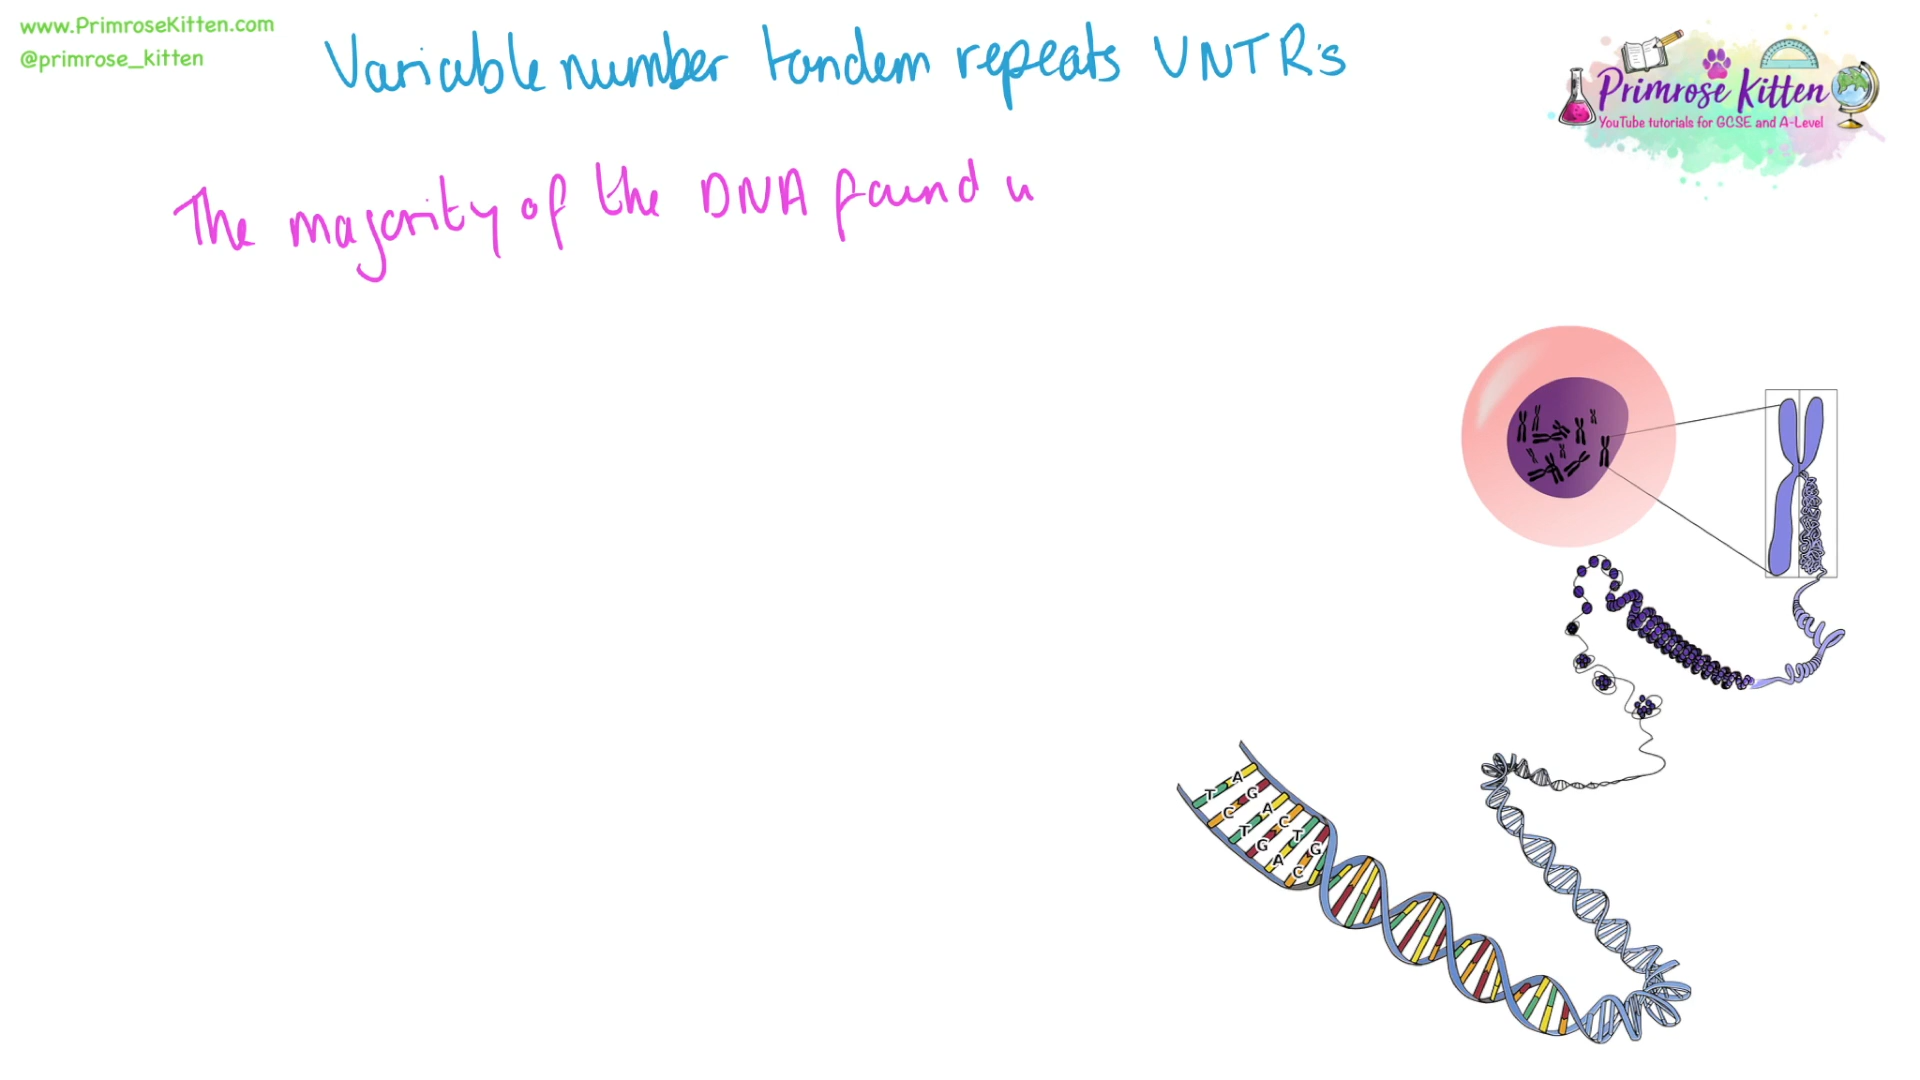 www.PrimroseKitten.com
@primrose_kitten
Variable number tandem repeats VNTR's
Primrose Kitten
YouTube tutorials for GCSE and A-Level
The majority of the DNA found
A
T
G
C
A
T
C
G
T
A
G
C